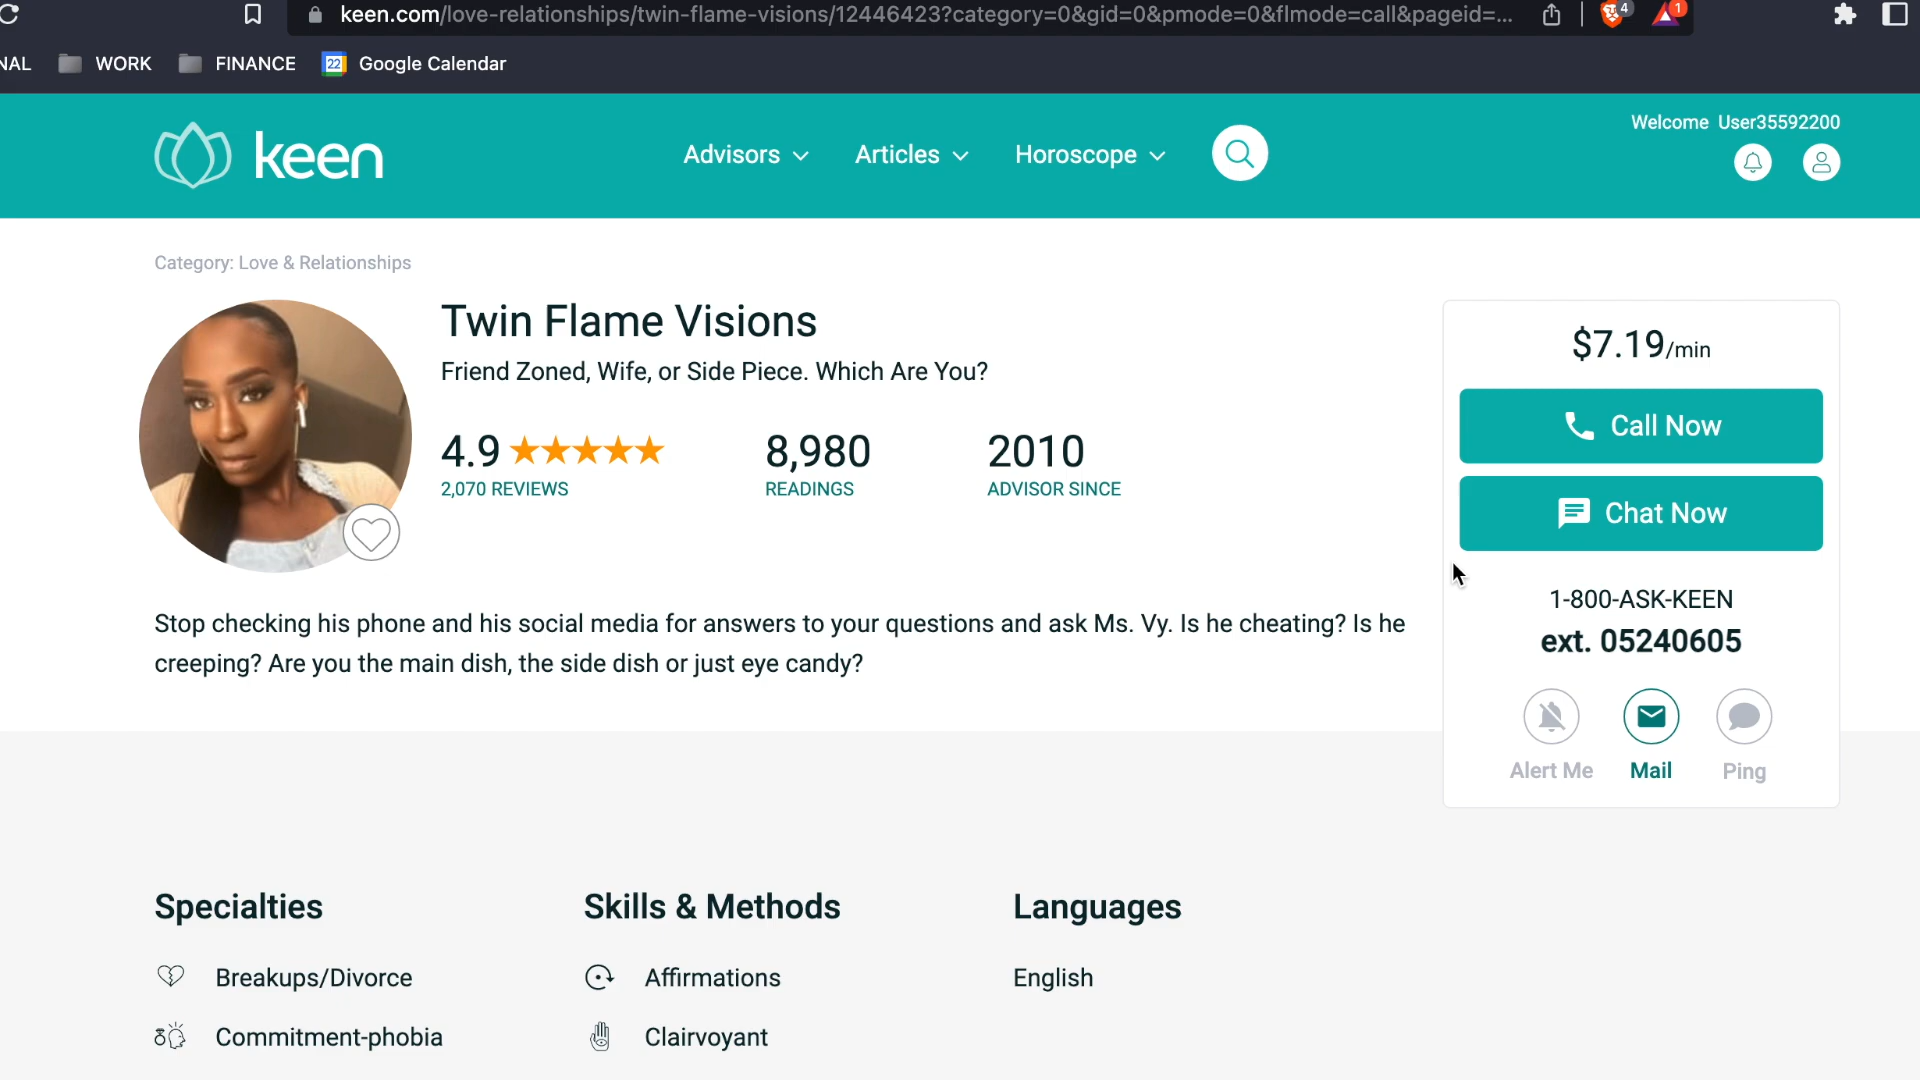 keen.com/love-relationships/twin-flame-visions/12446423?category=0&gid=0&pmode=0&flmode=call&pageid=...
4
1
NAL
WORK
FINANCE
22
Google Calendar
keen
Advisors
Articles
Horoscope
Welcome User35592200
Category: Love & Relationships
Twin Flame Visions
Friend Zoned, Wife, or Side Piece. Which Are You?
4.9
2,070 REVIEWS
8,980
READINGS
2010
ADVISOR SINCE
Stop checking his phone and his social media for answers to your questions and ask Ms. Vy. Is he cheating? Is he
creeping? Are you the main dish, the side dish or just eye candy?
$7.19/min
Call Now
Chat Now
1-800-ASK-KEEN
ext. 05240605
Alert Me
Mail
Ping
Specialties
Breakups/Divorce
Commitment-phobia
Skills & Methods
Affirmations
Clairvoyant
Languages
English